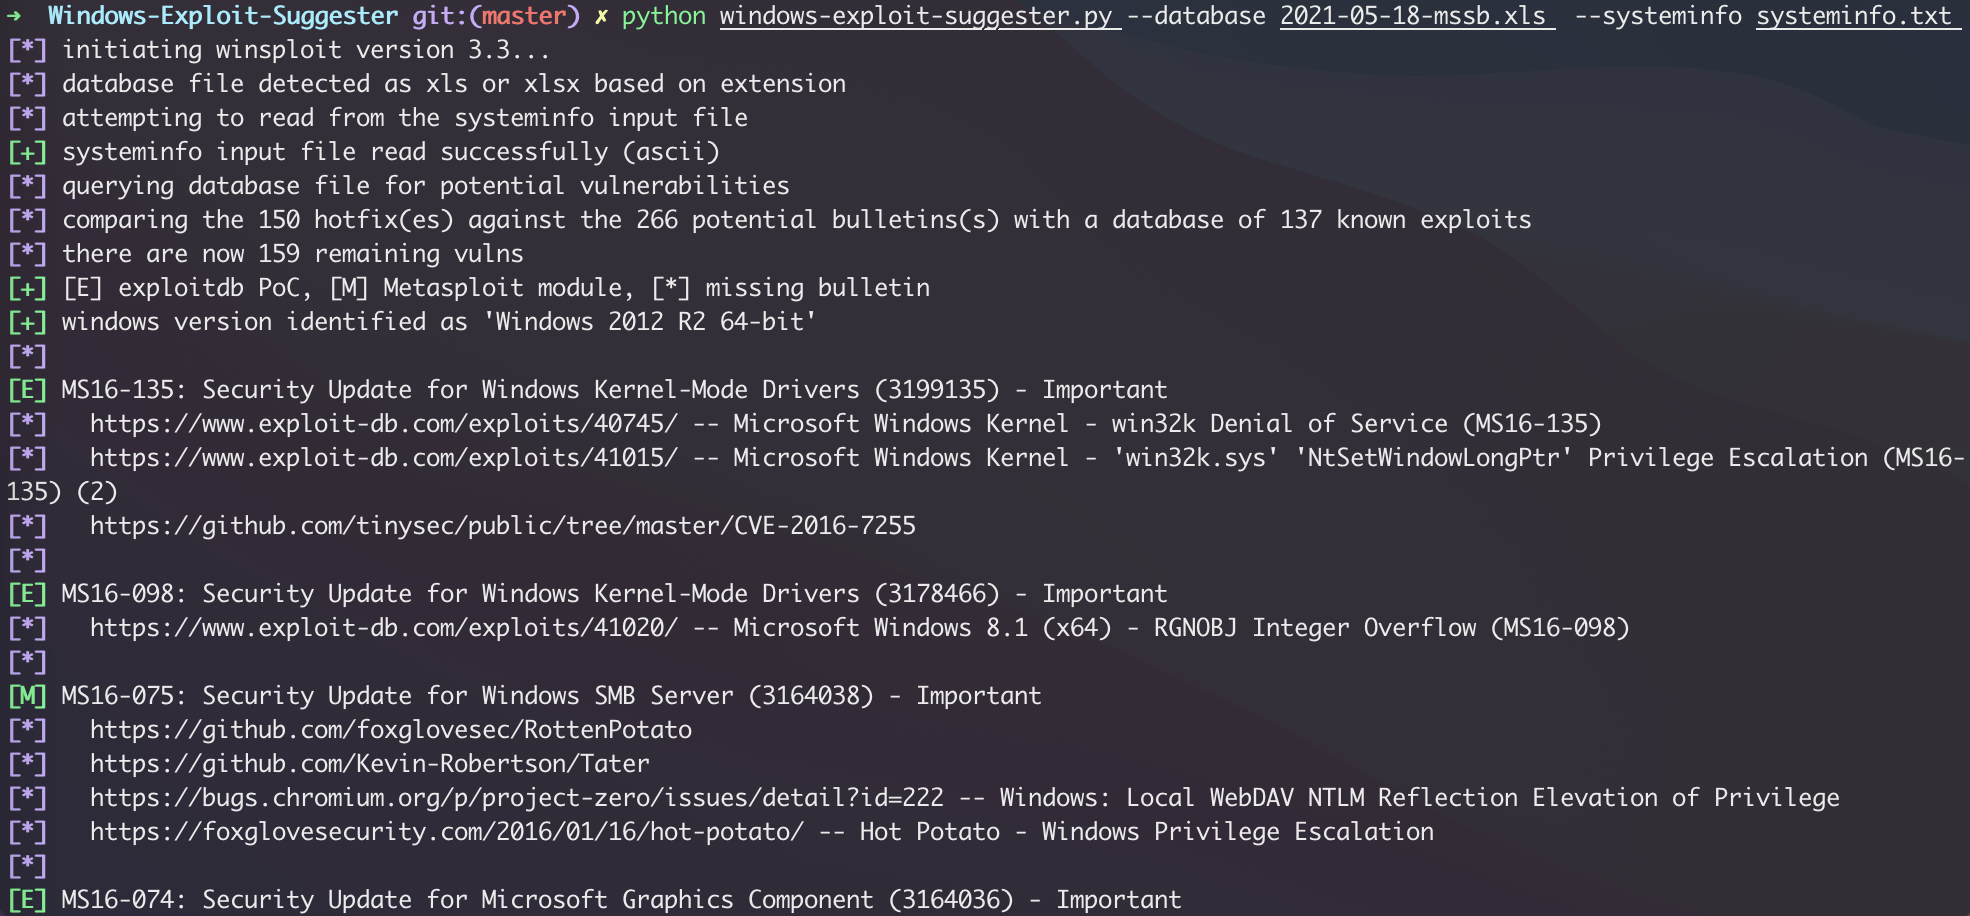 → Windows-Exploit-Suggester git:(master) ✗ python windows-exploit-suggester.py --database 2021-05-18-mssb.xls --systeminfo systeminfo.txt
[*] initiating winsploit version 3.3...
[*] database file detected as xls or xlsx based on extension
[*] attempting to read from the systeminfo input file
[+] systeminfo input file read successfully (ascii)
[*] querying database file for potential vulnerabilities
[*] comparing the 150 hotfix(es) against the 266 potential bulletins(s) with a database of 137 known exploits
[*] there are now 159 remaining vulns
[+] [E] exploitdb PoC, [M] Metasploit module, [*] missing bulletin
[+] windows version identified as 'Windows 2012 R2 64-bit'
[*]
[E] MS16-135: Security Update for Windows Kernel-Mode Drivers (3199135) - Important
[*]   https://www.exploit-db.com/exploits/40745/ -- Microsoft Windows Kernel - win32k Denial of Service (MS16-135)
[*]   https://www.exploit-db.com/exploits/41015/ -- Microsoft Windows Kernel - 'win32k.sys' 'NtSetWindowLongPtr' Privilege Escalation (MS16-
135) (2)
[*]   https://github.com/tinysec/public/tree/master/CVE-2016-7255
[*]
[E] MS16-098: Security Update for Windows Kernel-Mode Drivers (3178466) - Important
[*]   https://www.exploit-db.com/exploits/41020/ -- Microsoft Windows 8.1 (x64) - RGNOBJ Integer Overflow (MS16-098)
[*]
[M] MS16-075: Security Update for Windows SMB Server (3164038) - Important
[*]   https://github.com/foxglovesec/RottenPotato
[*]   https://github.com/Kevin-Robertson/Tater
[*]   https://bugs.chromium.org/p/project-zero/issues/detail?id=222 -- Windows: Local WebDAV NTLM Reflection Elevation of Privilege
[*]   https://foxglovesecurity.com/2016/01/16/hot-potato/ -- Hot Potato - Windows Privilege Escalation
[*]
[E] MS16-074: Security Update for Microsoft Graphics Component (3164036) - Important